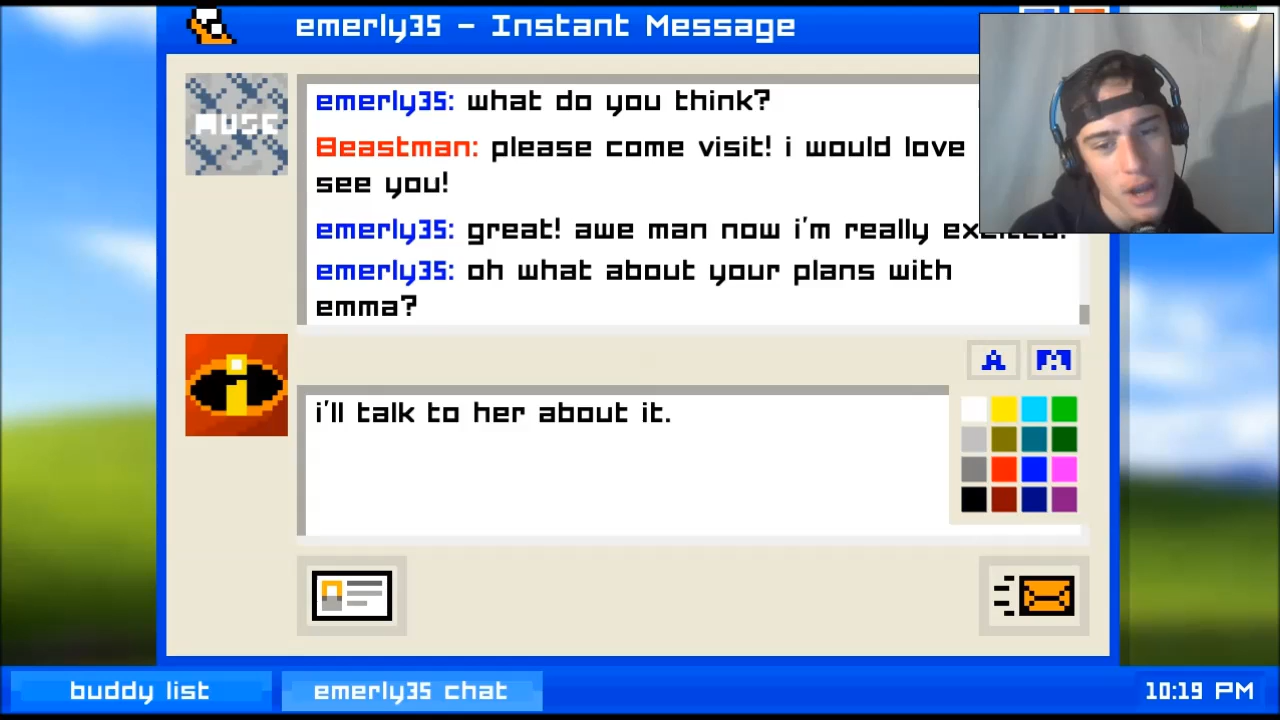 emerly35 - Instant Message
MUSE
emerly35: what do you think?
Beastman: please come visit! i would love
see you!
emerly35: great! awe man now i'm really
emerly35: oh what about your plans with
emma?
A M
i'll talk to her about it.
buddy list
emerly35 chat
10:19 PM